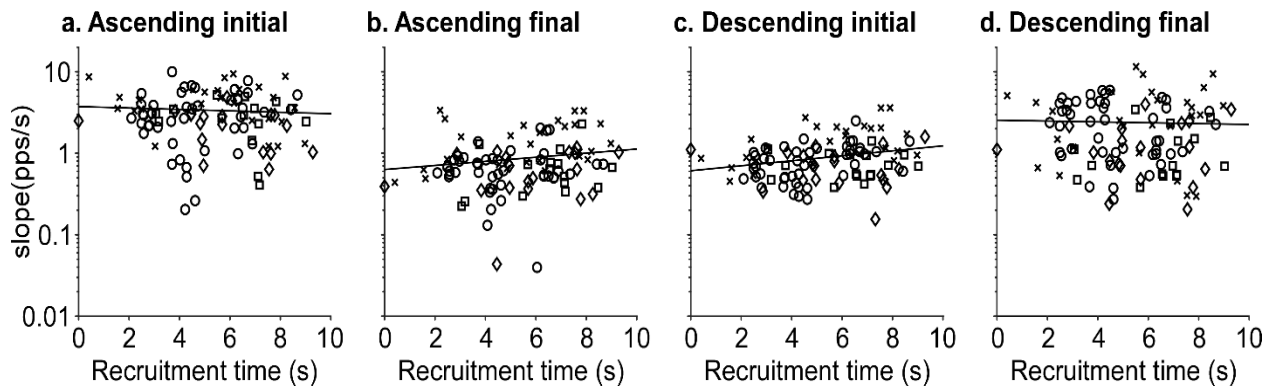 a. Ascending initial
b. Ascending final
c. Descending initial
d. Descending final
slope(pps/s)
10
1
0.1
0.01
0 2 4 6 8 10
0 2 4 6 8 10
0 2 4 6 8 10
0 2 4 6 8 10
Recruitment time (s)
Recruitment time (s)
Recruitment time (s)
Recruitment time (s)